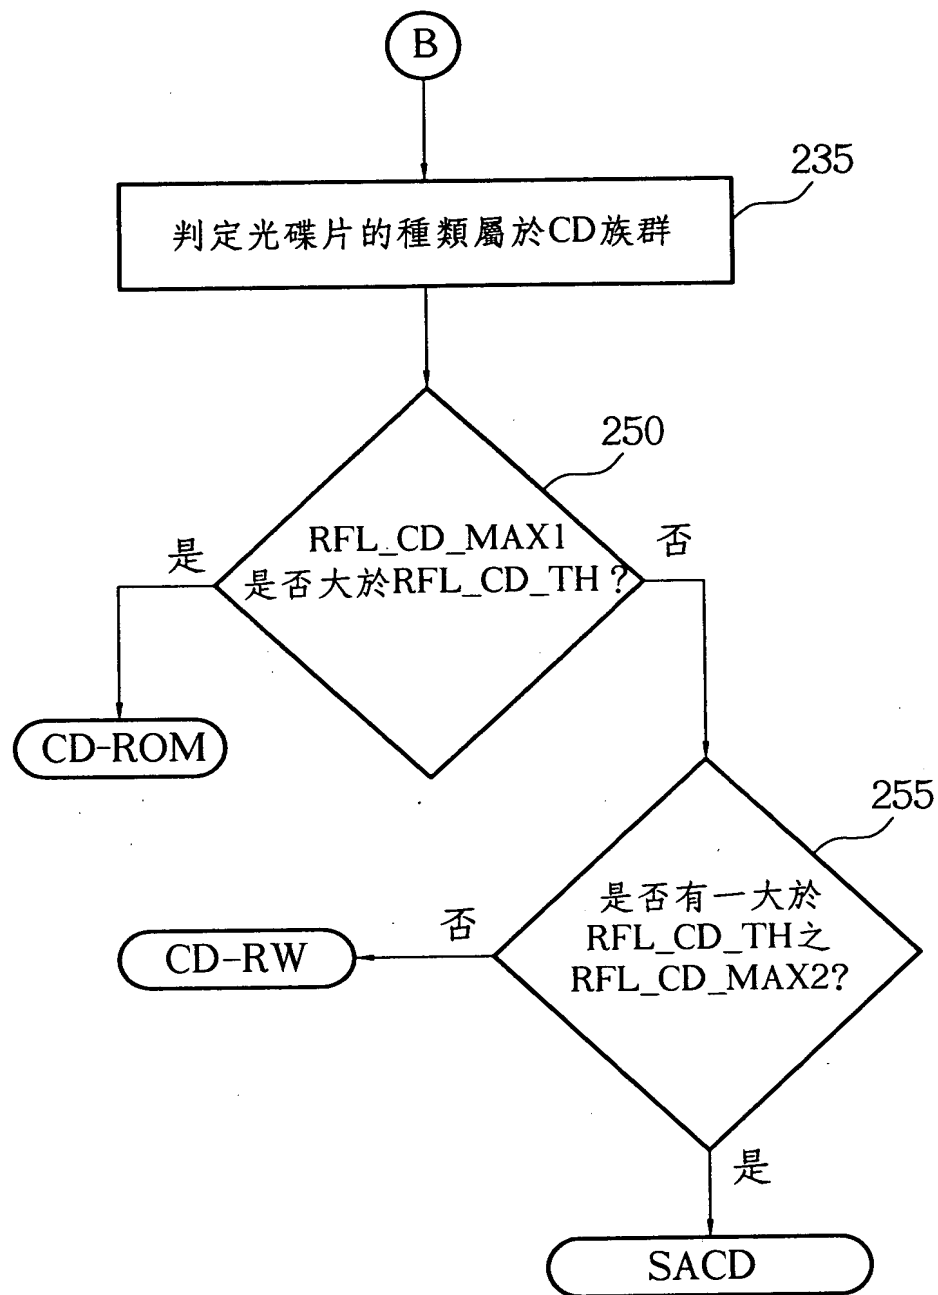 B
235
判定光碟片的種類屬於CD族群
250
RFL_CD_MAX1
是否大於RFL_CD_TH？
是
否
CD-ROM
255
是否有一大於
RFL_CD_TH之
RFL_CD_MAX2?
否
CD-RW
是
SACD